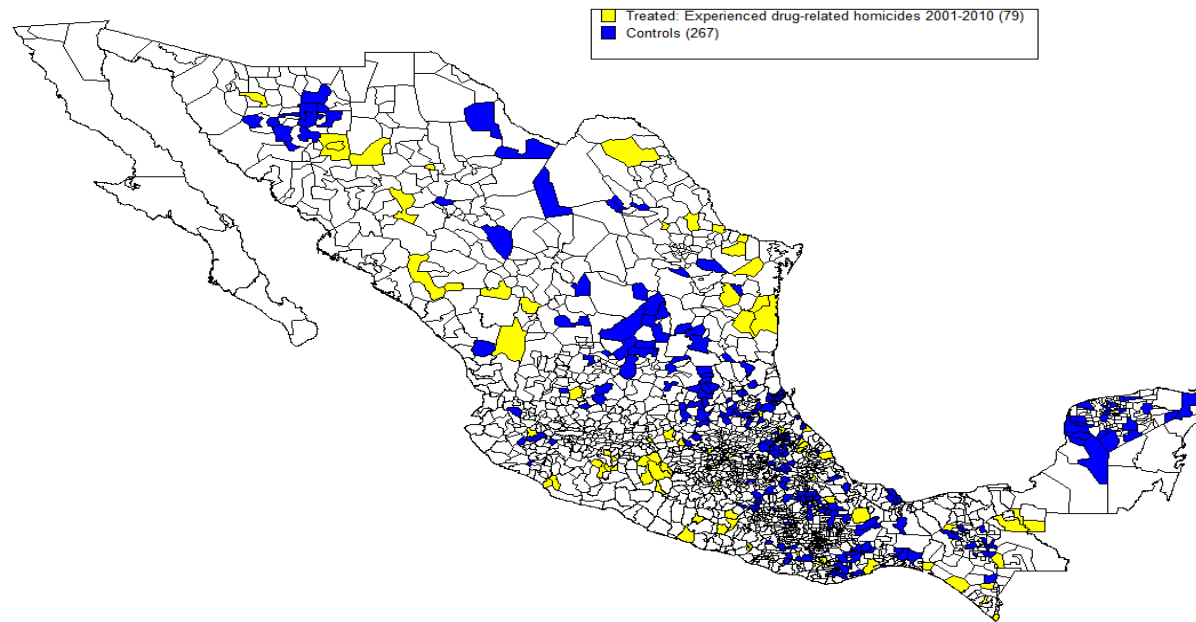 Treated: Experienced drug-related homicides 2001-2010 (79)
Controls (267)